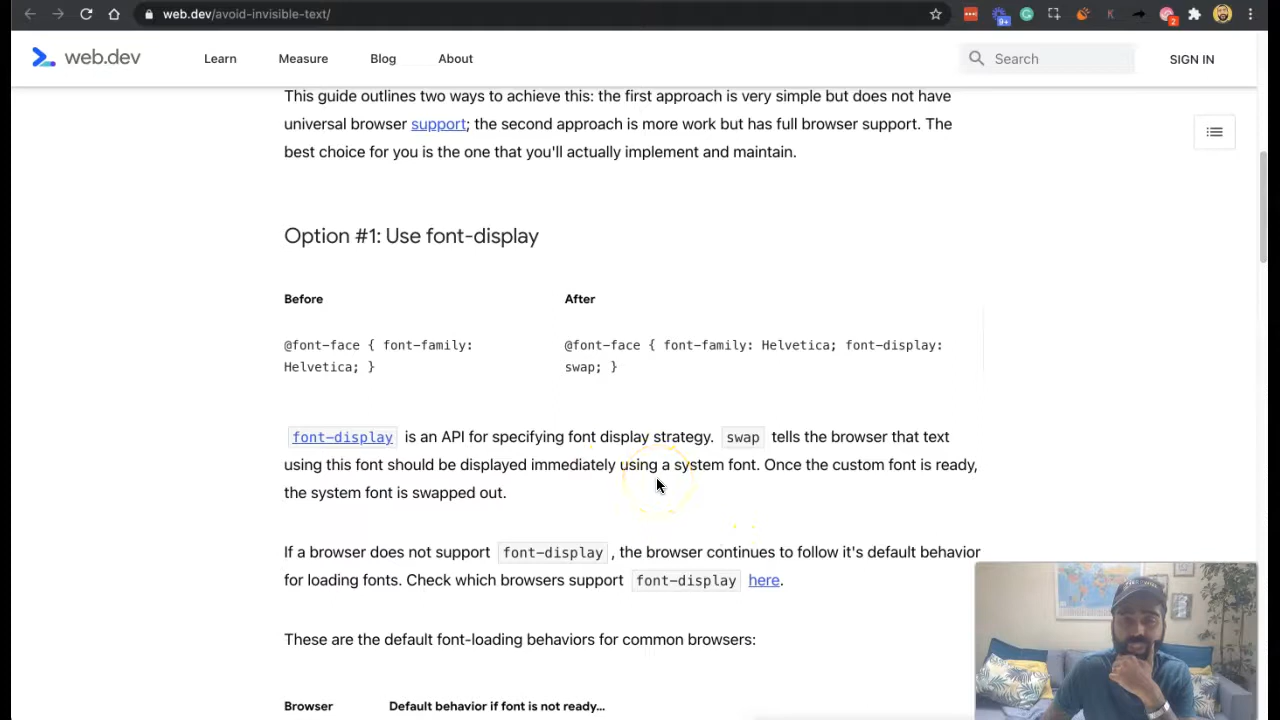 web.dev/avoid-invisible-text/
9+
2
web.dev
Learn
Measure
Blog
About
Search
SIGN IN
This guide outlines two ways to achieve this: the first approach is very simple but does not have
universal browser support; the second approach is more work but has full browser support. The
best choice for you is the one that you'll actually implement and maintain.
Option #1: Use font-display
Before
After
@font-face { font-family:
Helvetica; }
@font-face { font-family: Helvetica; font-display:
swap; }
font-display is an API for specifying font display strategy. swap tells the browser that text
using this font should be displayed immediately using a system font. Once the custom font is ready,
the system font is swapped out.
If a browser does not support font-display , the browser continues to follow it's default behavior
for loading fonts. Check which browsers support font-display here.
These are the default font-loading behaviors for common browsers:
Browser
Default behavior if font is not ready...